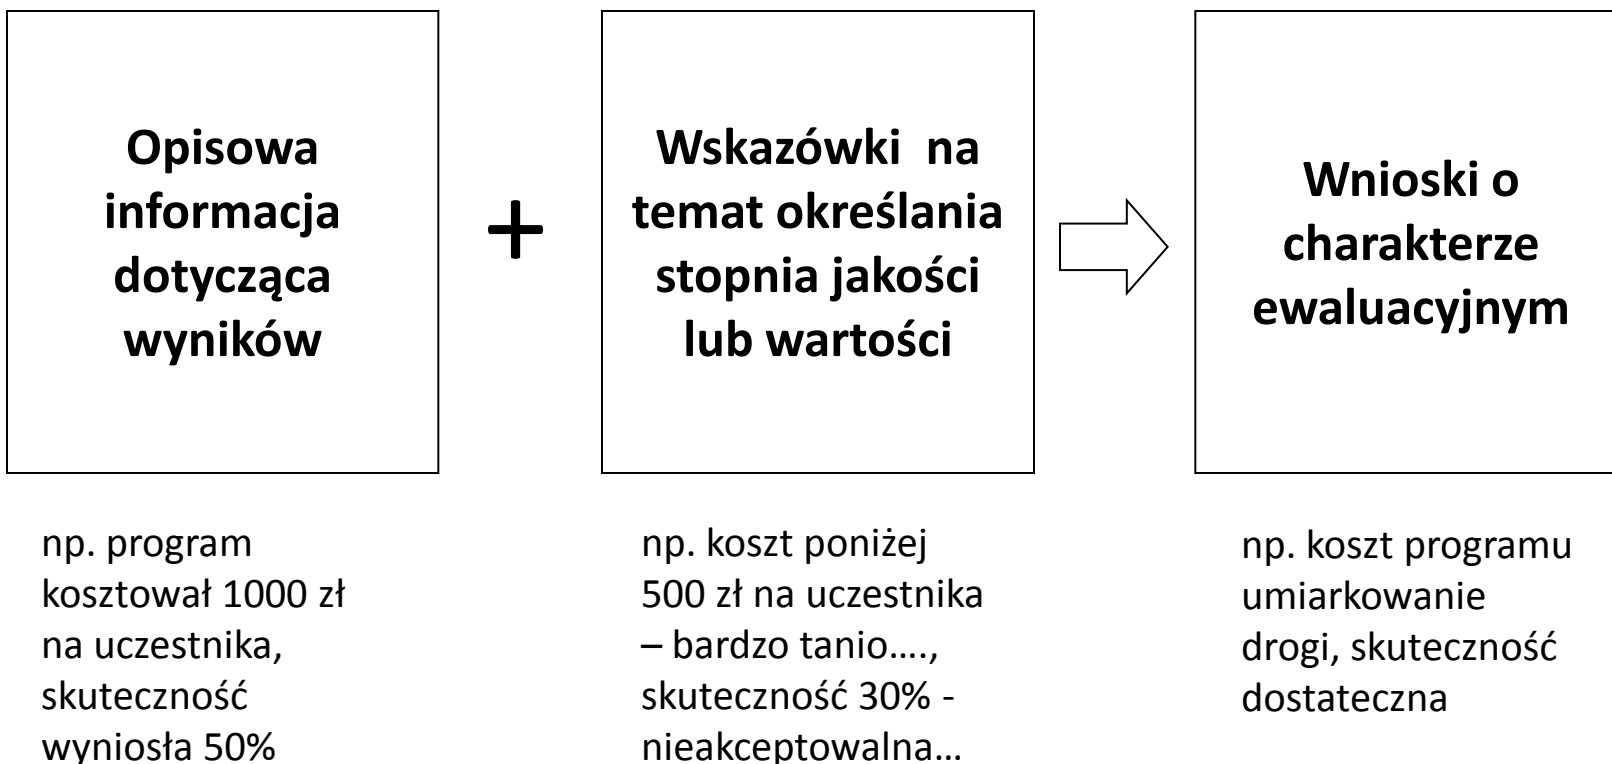 Opisowa
informacja
dotycząca
wyników
+
Wskazówki na
temat określania
stopnia jakości
lub wartości
Wnioski o
charakterze
ewaluacyjnym
np. program
kosztował 1000 zł
na uczestnika,
skuteczność
wyniosła 50%
np. koszt poniżej
500 zł na uczestnika
– bardzo tanio....,
skuteczność 30% -
nieakceptowalna...
np. koszt programu
umiarkowanie
drogi, skuteczność
dostateczna